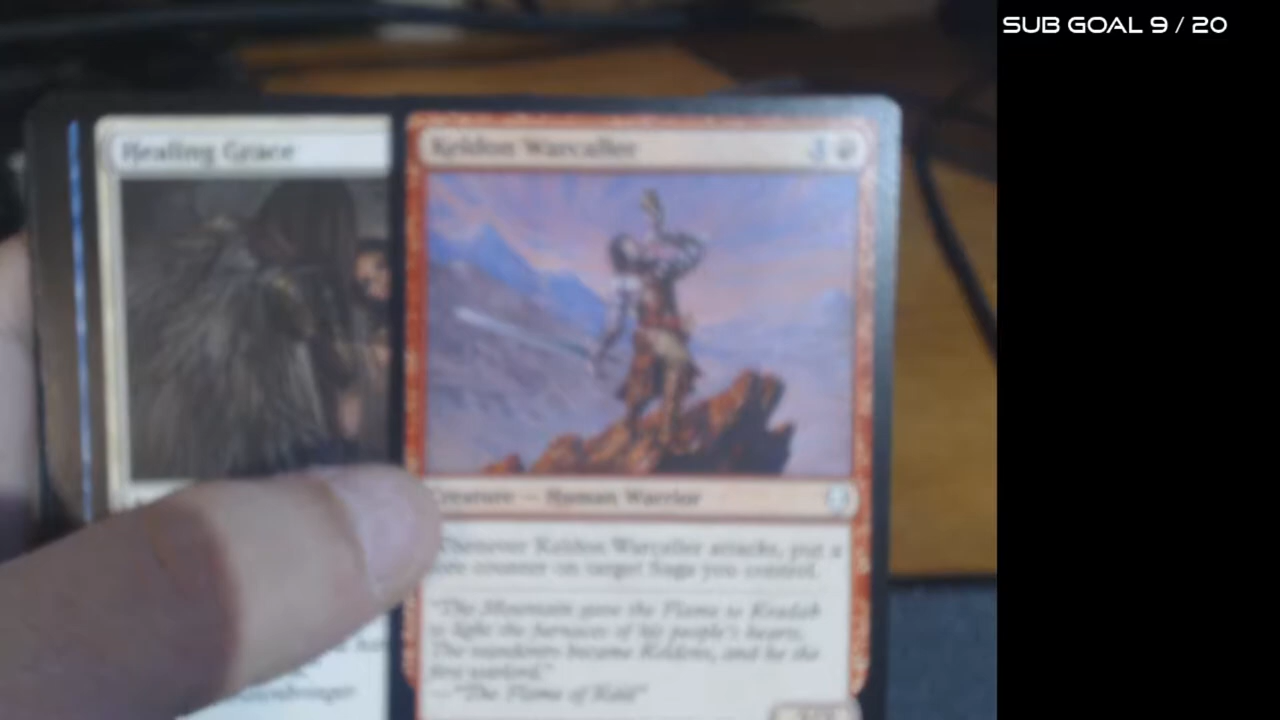 SUB GOAL 9 / 20
Healing Grace
Keldon Warcaller
Creature — Human Warrior
Whenever Keldon Warcaller attacks, put a
lore counter on target Saga you control.
"The Mountain gave the Flame to Kradak
to light the furnaces of his people's hearts.
The wanderers became Keldons, and he the
first warlord."
—"The Flame of Keld"